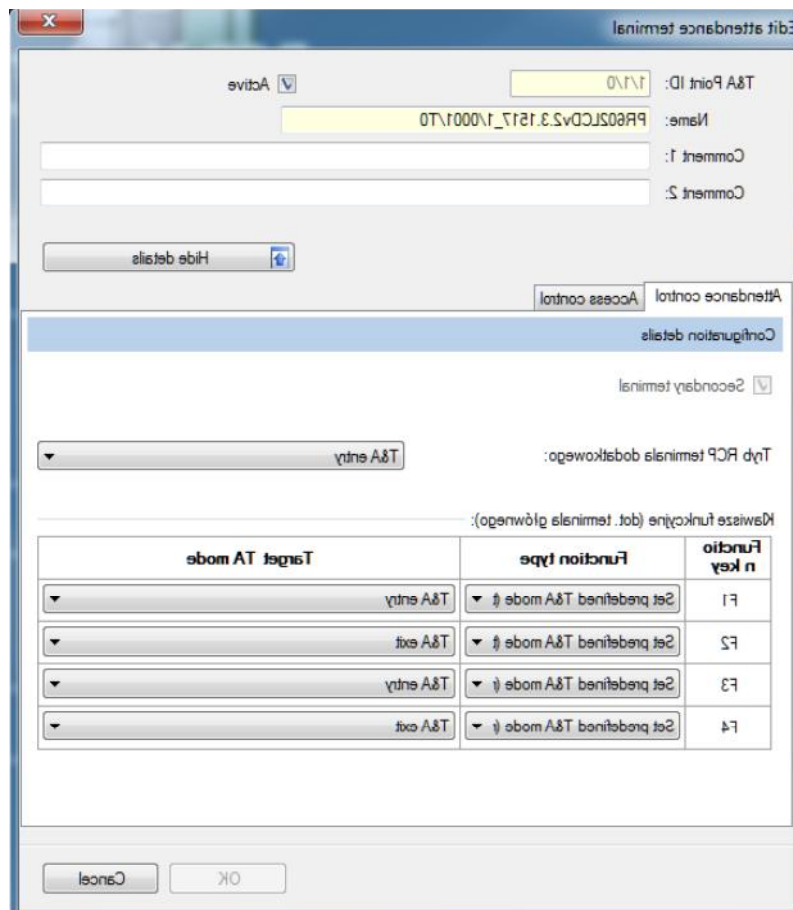 Edit attendance terminal
T&A Point ID: 1/1/0 Active
Name: PR602LCDv2.3.1517_1/0001/T0
Comment 1:
Comment 2:
Hide details
Attendance control Access control
Configuration details
Secondary terminal
Tryb RCP terminala dodatkowego: T&A entry
Klawisze funkcyjne (dot. terminala głównego):
Functio
n key Function type Target TA mode
F1 Set predefined T&A mode (t T&A entry
F2 Set predefined T&A mode (t T&A exit
F3 Set predefined T&A mode (r T&A entry
F4 Set predefined T&A mode (r T&A exit
OK Cancel